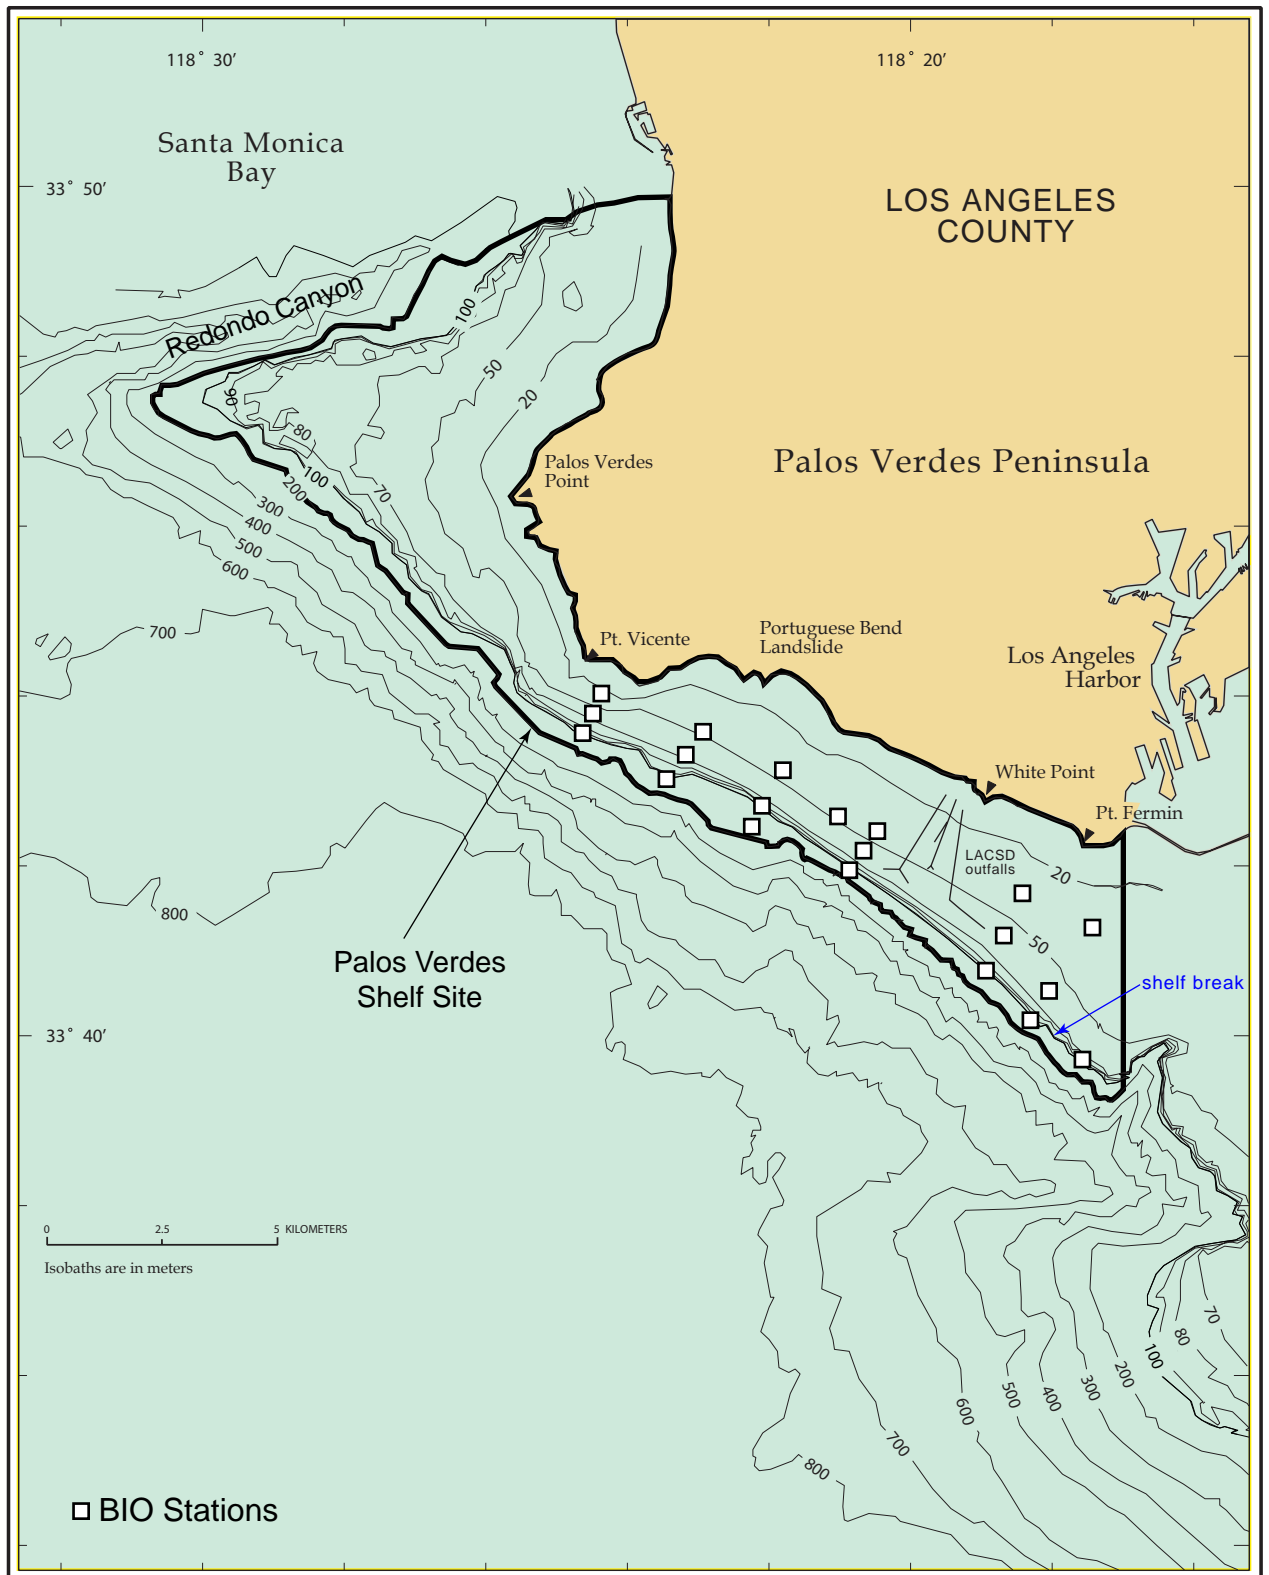 118° 30′
118° 20′
Santa Monica
Bay
33° 50′
LOS ANGELES
COUNTY
Redondo Canyon
100
50
20
90
80
100
200
70
300
400
500
600
700
Palos Verdes
Point
Palos Verdes Peninsula
Pt. Vicente
Portuguese Bend
Landslide
Los Angeles
Harbor
White Point
Pt. Fermin
LACSD
outfalls
20
50
800
Palos Verdes
Shelf Site
shelf break
33° 40′
0
2.5
5 KILOMETERS
Isobaths are in meters
70
80
100
200
300
400
500
600
700
800
BIO Stations